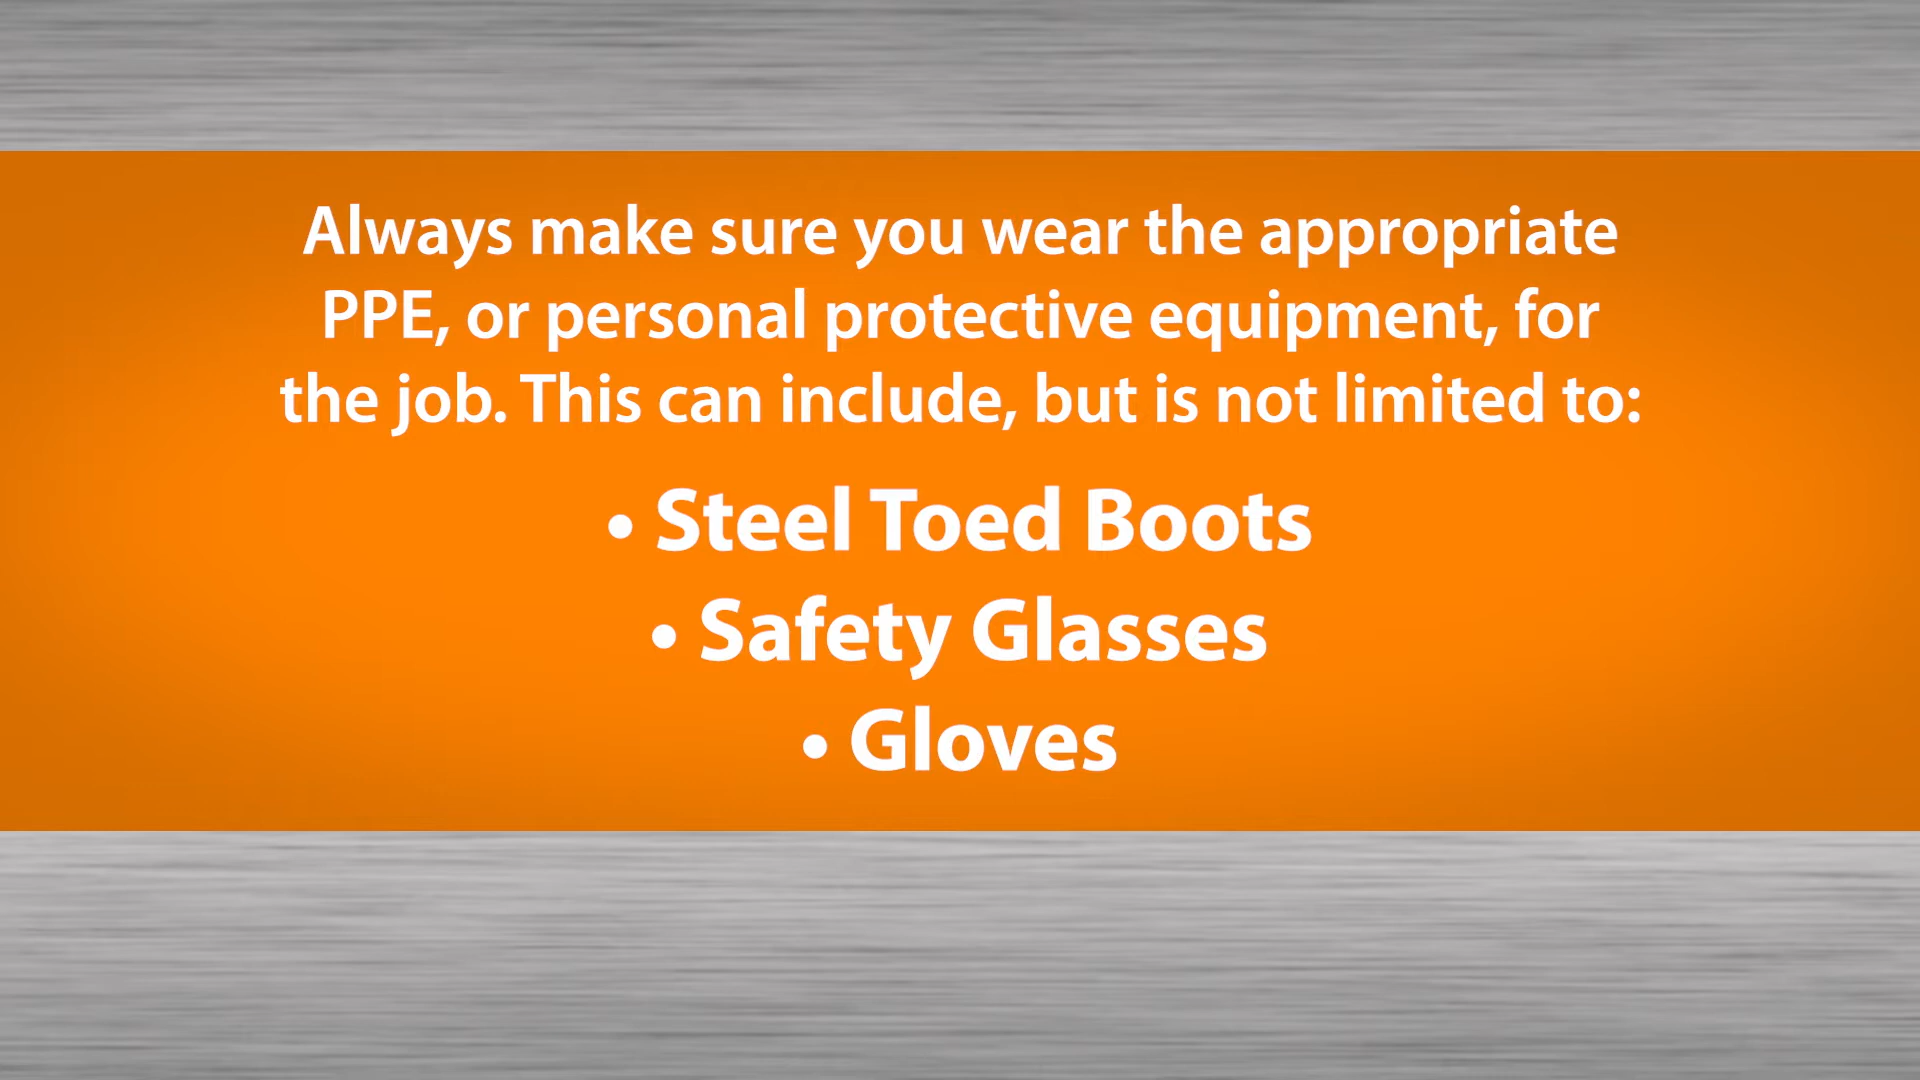 Always make sure you wear the appropriate
PPE, or personal protective equipment, for
the job. This can include, but is not limited to:
• Steel Toed Boots
• Safety Glasses
• Gloves